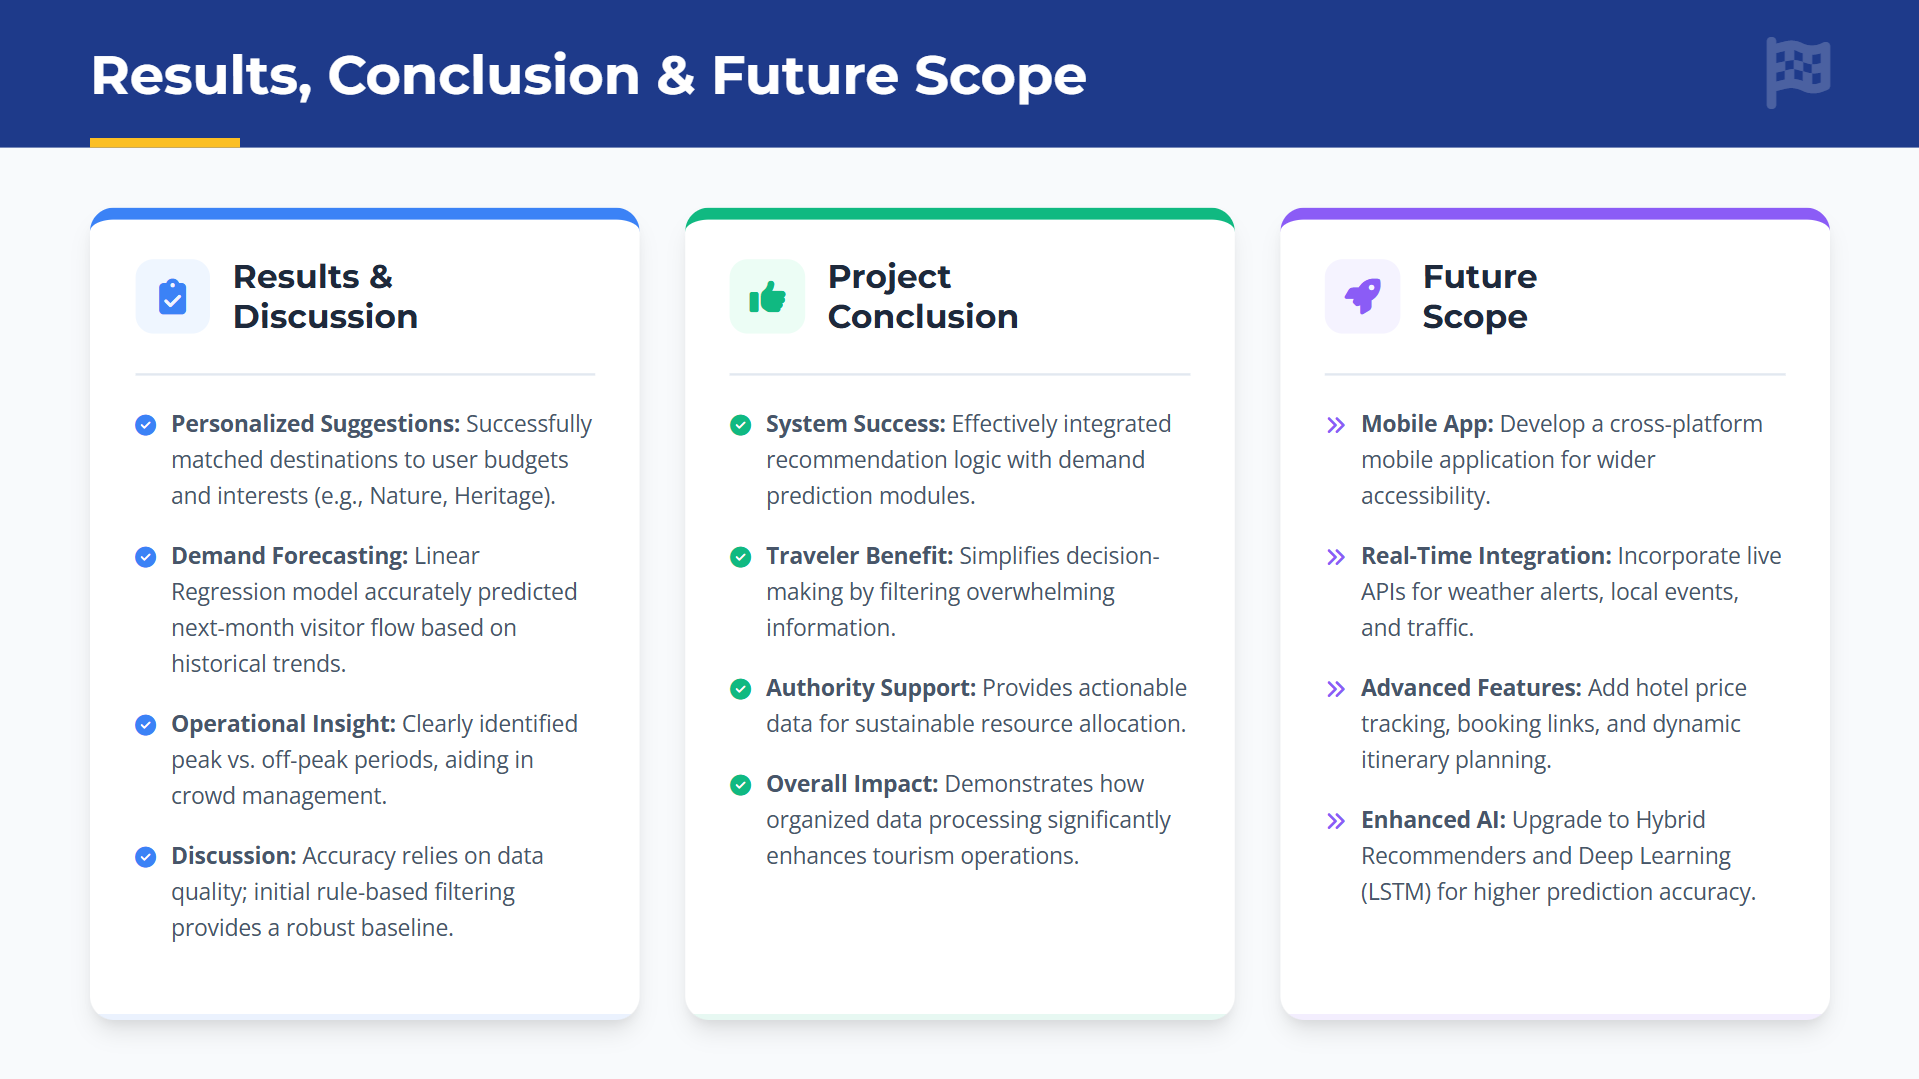 Results, Conclusion & Future Scope
Results &
Discussion
Personalized Suggestions: Successfully
matched destinations to user budgets
and interests (e.g., Nature, Heritage).
Demand Forecasting: Linear
Regression model accurately predicted
next-month visitor flow based on
historical trends.
Operational Insight: Clearly identified
peak vs. off-peak periods, aiding in
crowd management.
Discussion: Accuracy relies on data
quality; initial rule-based filtering
provides a robust baseline.
Project
Conclusion
System Success: Effectively integrated
recommendation logic with demand
prediction modules.
Traveler Benefit: Simplifies decision-
making by filtering overwhelming
information.
Authority Support: Provides actionable
data for sustainable resource allocation.
Overall Impact: Demonstrates how
organized data processing significantly
enhances tourism operations.
Future
Scope
Mobile App: Develop a cross-platform
mobile application for wider
accessibility.
Real-Time Integration: Incorporate live
APIs for weather alerts, local events,
and traffic.
Advanced Features: Add hotel price
tracking, booking links, and dynamic
itinerary planning.
Enhanced AI: Upgrade to Hybrid
Recommenders and Deep Learning
(LSTM) for higher prediction accuracy.